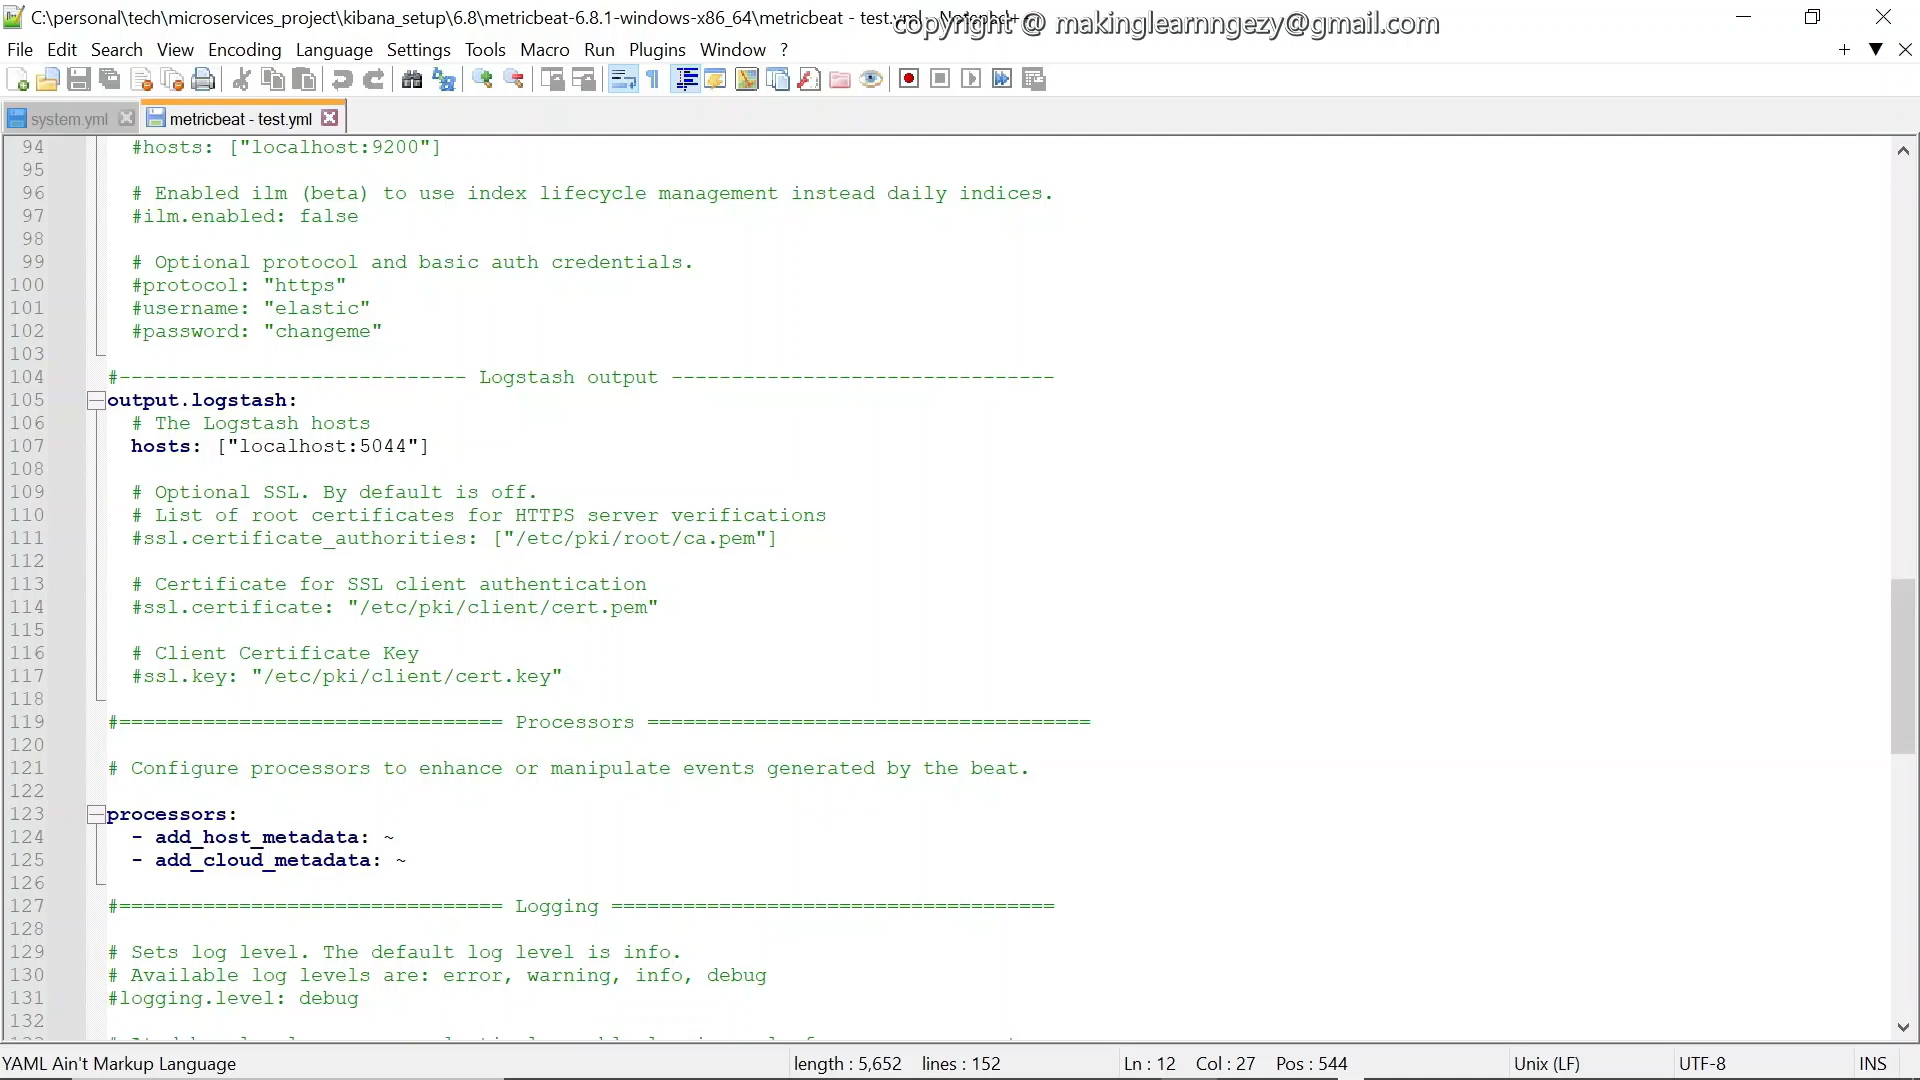 C:\personal\tech\microservices_project\kibana_setup\6.8\metricbeat-6.8.1-windows-x86_64\metricbeat - test.yml - Notepad++
copyright @ makinglearnngezy@gmail.com
File Edit Search View Encoding Language Settings Tools Macro Run Plugins Window ?
system.yml metricbeat - test.yml
94 #hosts: ["localhost:9200"]
95
96 # Enabled ilm (beta) to use index lifecycle management instead daily indices.
97 #ilm.enabled: false
98
99 # Optional protocol and basic auth credentials.
100 #protocol: "https"
101 #username: "elastic"
102 #password: "changeme"
103
104 #----------------------------- Logstash output --------------------------------
105 output.logstash:
106 # The Logstash hosts
107 hosts: ["localhost:5044"]
108
109 # Optional SSL. By default is off.
110 # List of root certificates for HTTPS server verifications
111 #ssl.certificate_authorities: ["/etc/pki/root/ca.pem"]
112
113 # Certificate for SSL client authentication
114 #ssl.certificate: "/etc/pki/client/cert.pem"
115
116 # Client Certificate Key
117 #ssl.key: "/etc/pki/client/cert.key"
118
119 #================================ Processors =====================================
120
121 # Configure processors to enhance or manipulate events generated by the beat.
122
123 processors:
124 - add_host_metadata: ~
125 - add_cloud_metadata: ~
126
127 #================================ Logging =====================================
128
129 # Sets log level. The default log level is info.
130 # Available log levels are: error, warning, info, debug
131 #logging.level: debug
132
YAML Ain't Markup Language length : 5,652 lines : 152 Ln : 12 Col : 27 Pos : 544 Unix (LF) UTF-8 INS